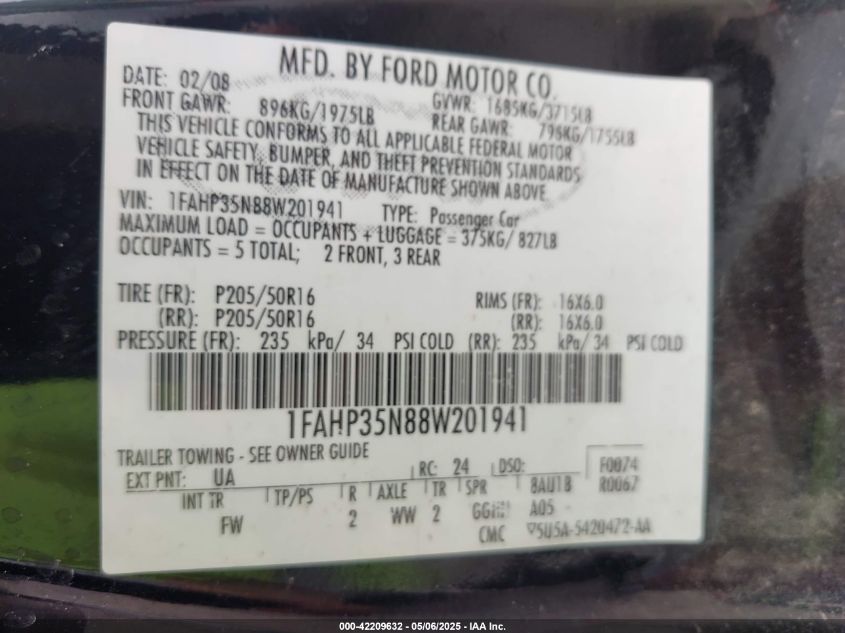 MFD. BY FORD MOTOR CO.
DATE: 02/08 GVWR: 1685KG/3715LB
FRONT GAWR: 896KG/1975LB REAR GAWR: 796KG/1755LB
THIS VEHICLE CONFORMS TO ALL APPLICABLE FEDERAL MOTOR
VEHICLE SAFETY, BUMPER, AND THEFT PREVENTION STANDARDS
IN EFFECT ON THE DATE OF MANUFACTURE SHOWN ABOVE
VIN: 1FAHP35N88W201941 TYPE: Passenger Car
MAXIMUM LOAD = OCCUPANTS + LUGGAGE = 375KG/ 827LB
OCCUPANTS = 5 TOTAL; 2 FRONT, 3 REAR
TIRE (FR): P205/50R16 RIMS (FR): 16X6.0
(RR): P205/50R16 (RR): 16X6.0
PRESSURE (FR): 235 kPa/ 34 PSI COLD (RR): 235 kPa/ 34 PSI COLD
1FAHP35N88W201941
TRAILER TOWING - SEE OWNER GUIDE
EXT PNT: UA RC: 24 DSO: F0074
R0067
INT TR TP/PS R AXLE TR SPR 8AU1B
FW 2 WW 2 A05
CMC 5U5A-5420472-AA
000-42209632 - 05/06/2025 - IAA Inc.